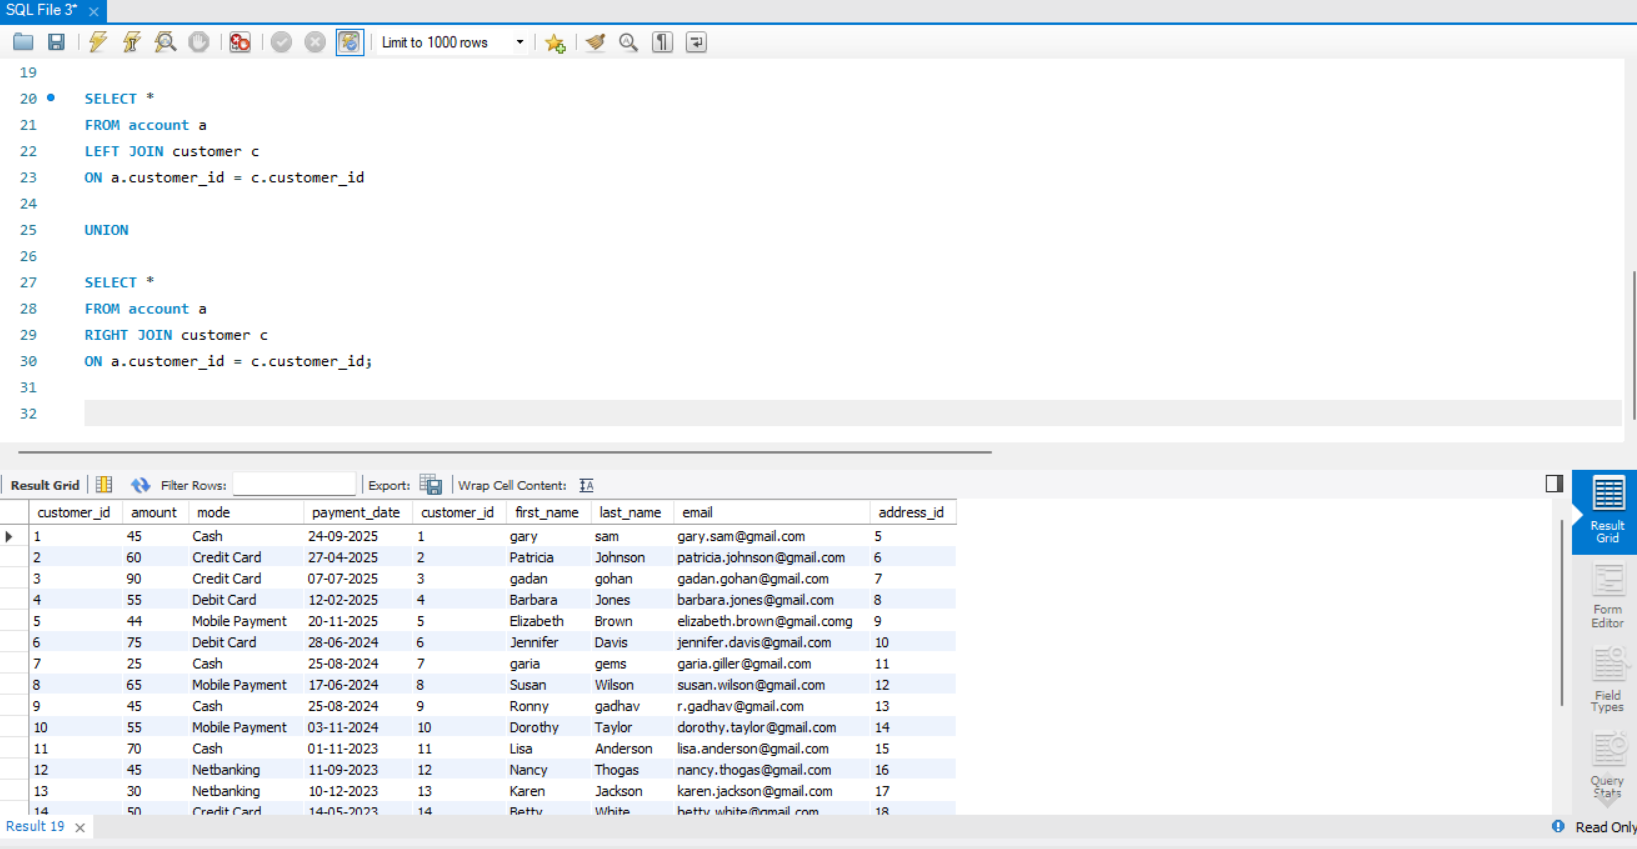 SQL File 3*
Limit to 1000 rows
19
20 SELECT *
21 FROM account a
22 LEFT JOIN customer c
23 ON a.customer_id = c.customer_id
24
25 UNION
26
27 SELECT *
28 FROM account a
29 RIGHT JOIN customer c
30 ON a.customer_id = c.customer_id;
31
32
Result Grid Filter Rows: Export: Wrap Cell Content:
customer_id amount mode payment_date customer_id first_name last_name email address_id
1 45 Cash 24-09-2025 1 gary sam gary.sam@gmail.com 5
2 60 Credit Card 27-04-2025 2 Patricia Johnson patricia.johnson@gmail.com 6
3 90 Credit Card 07-07-2025 3 gadan gohan gadan.gohan@gmail.com 7
4 55 Debit Card 12-02-2025 4 Barbara Jones barbara.jones@gmail.com 8
5 44 Mobile Payment 20-11-2025 5 Elizabeth Brown elizabeth.brown@gmail.comg 9
6 75 Debit Card 28-06-2024 6 Jennifer Davis jennifer.davis@gmail.com 10
7 25 Cash 25-08-2024 7 garia gems garia.giller@gmail.com 11
8 65 Mobile Payment 17-06-2024 8 Susan Wilson susan.wilson@gmail.com 12
9 45 Cash 25-08-2024 9 Ronny gadhav r.gadhav@gmail.com 13
10 55 Mobile Payment 03-11-2024 10 Dorothy Taylor dorothy.taylor@gmail.com 14
11 70 Cash 01-11-2023 11 Lisa Anderson lisa.anderson@gmail.com 15
12 45 Netbanking 11-09-2023 12 Nancy Thogas nancy.thogas@gmail.com 16
13 30 Netbanking 10-12-2023 13 Karen Jackson karen.jackson@gmail.com 17
14 50 Credit Card 14-05-2023 14 Betty White betty.white@gmail.com 18
Result
Grid
Form
Editor
Field
Types
Query
Stats
Result 19
Read Only